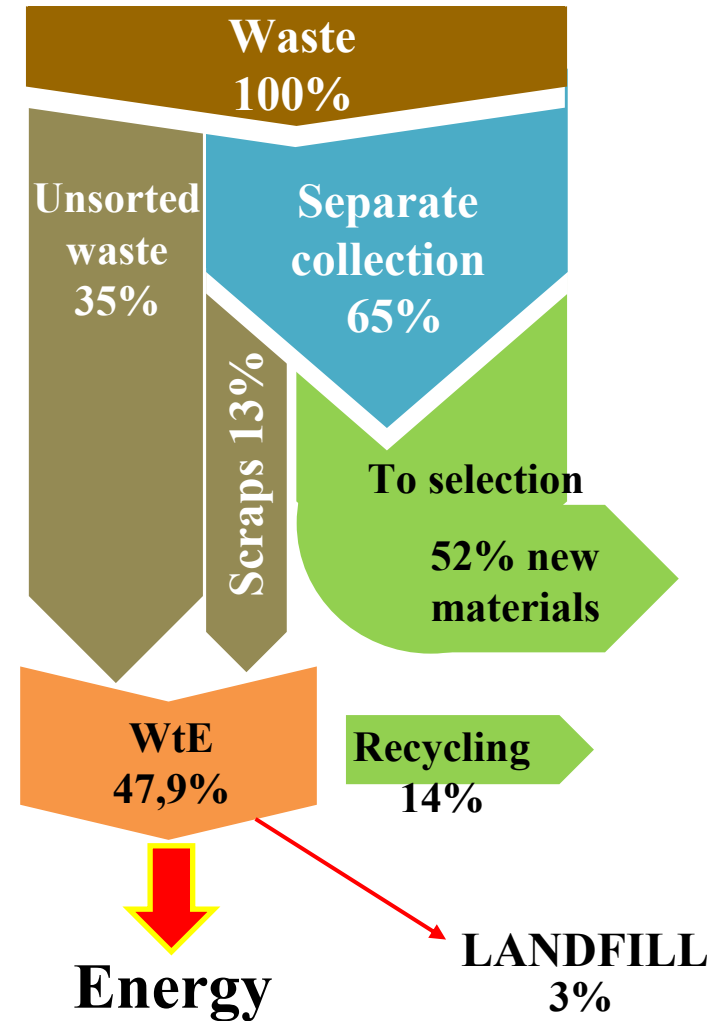 Waste
100%
Unsorted
waste
35%
Separate
collection
65%
Scraps 13%
To selection
52% new
materials
WtE
47,9%
Recycling
14%
Energy
LANDFILL
3%